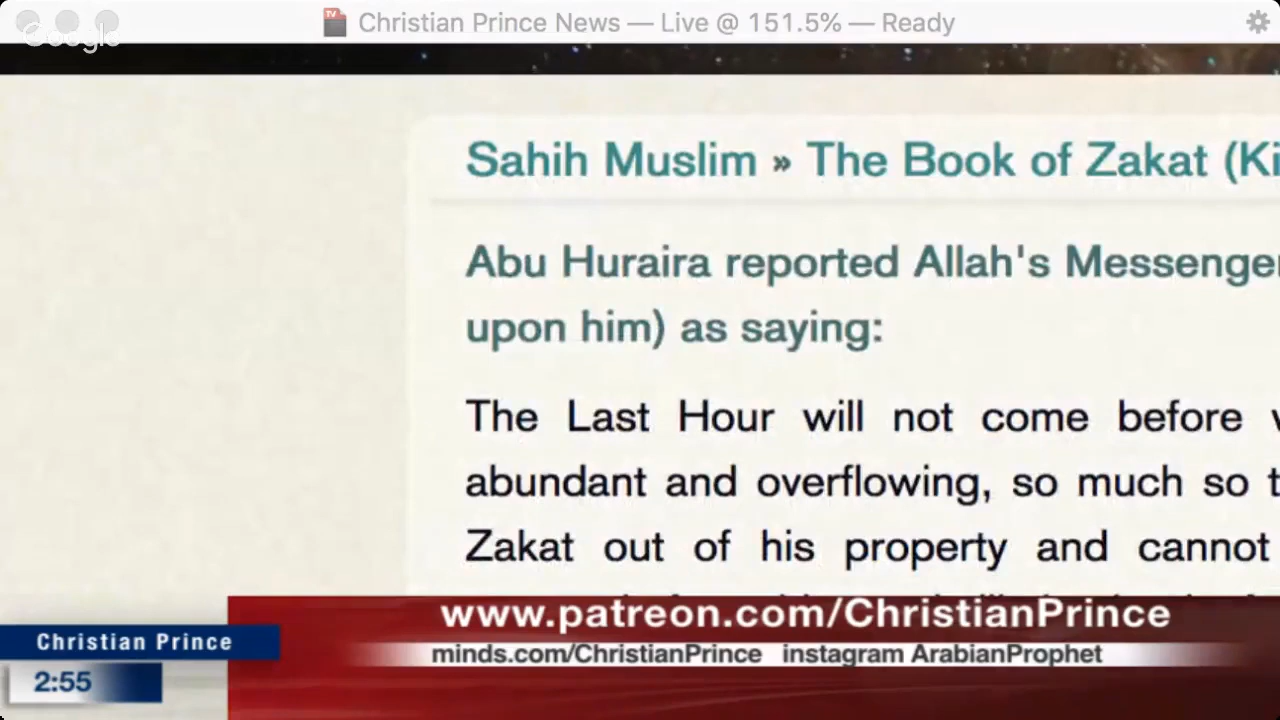 Google
Christian Prince News — Live @ 151.5% — Ready
Sahih Muslim » The Book of Zakat (Ki
Abu Huraira reported Allah's Messenger
upon him) as saying:
The Last Hour will not come before
abundant and overflowing, so much so
Zakat out of his property and cannot
www.patreon.com/ChristianPrince
minds.com/ChristianPrince instagram ArabianProphet
Christian Prince
2:55